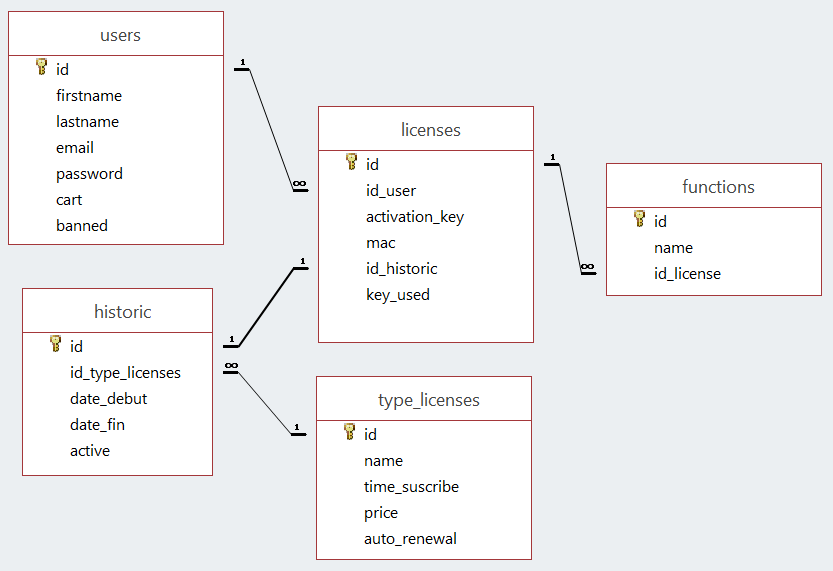 users
id
firstname
lastname
email
password
cart
banned
1
∞
licenses
id
id_user
activation_key
mac
id_historic
key_used
1
∞
functions
id
name
id_license
1
1
historic
id
id_type_licenses
date_debut
date_fin
active
∞
1
type_licenses
id
name
time_suscribe
price
auto_renewal